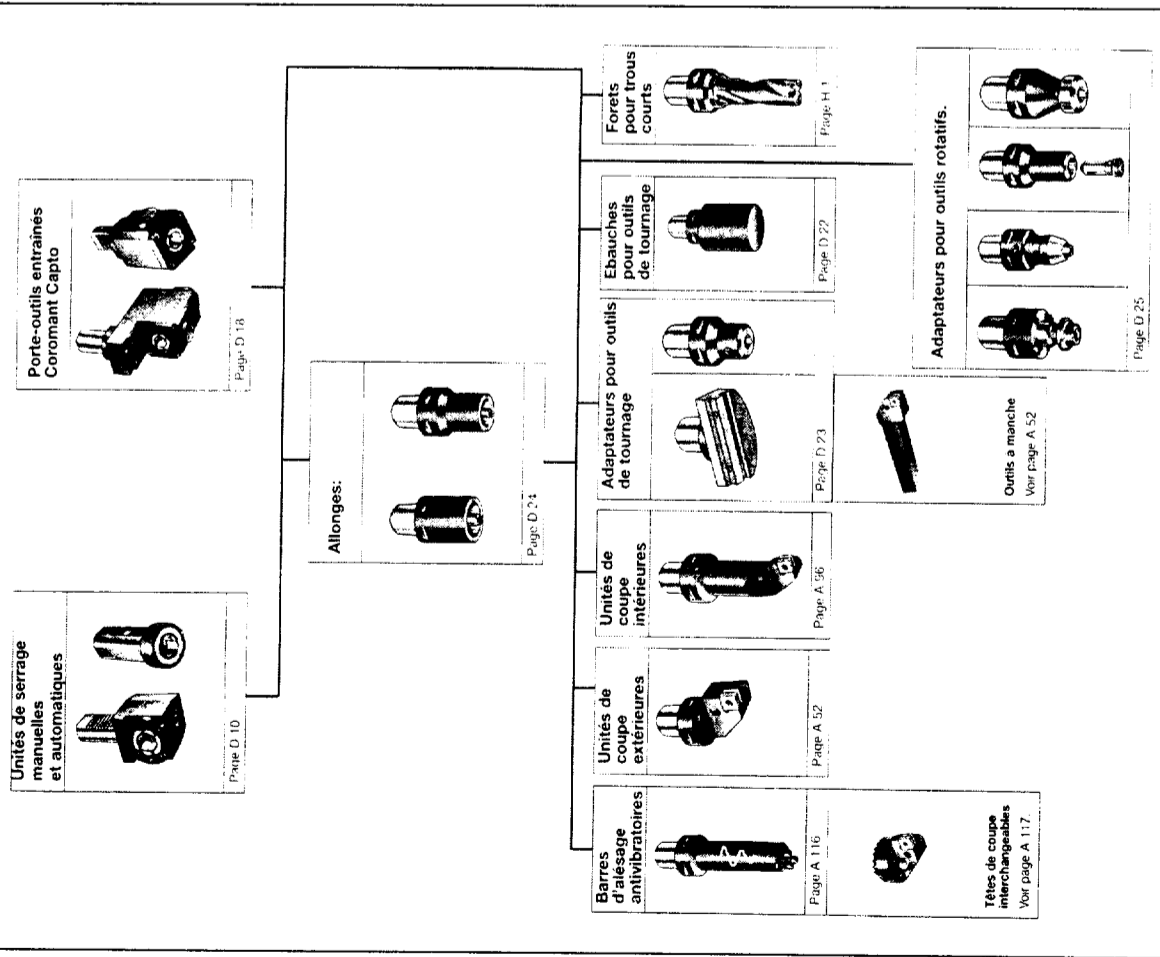 Unités de serrage
manuelles
et automatiques
Page D 10
Porte-outils entraînés
Coromant Capto
Page D 18
Allonges:
Page D 24
Barres
d'alésage
antivibratoires
Page A 116
Têtes de coupe
interchangeables
Voir page A 117.
Unités de
coupe
extérieures
Page A 52
Unités de
coupe
intérieures
Page A 96
Adaptateurs pour outils
de tournage
Page D 23
Outils a manche
Voir page A 52
Ebauches
pour outils
de tournage
Page D 22
Forets
pour trous
courts
Page H 1
Adaptateurs pour outils rotatifs.
Page D 25